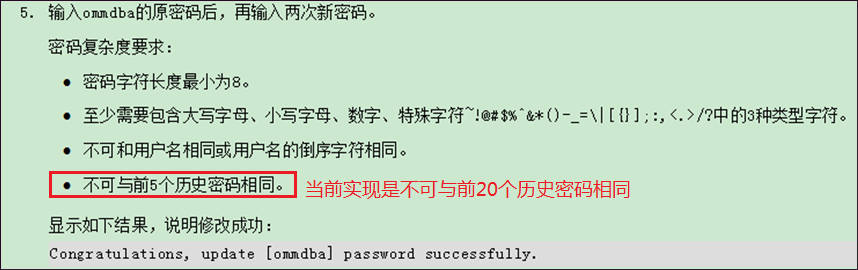 5. 输入ommdba的原密码后，再输入两次新密码。
密码复杂度要求：
● 密码字符长度最小为8。
● 至少需要包含大写字母、小写字母、数字、特殊字符~!@#$%^&*()-_=\|[{}];:,<.>/?中的3种类型字符。
● 不可和用户名相同或用户名的倒序字符相同。
● 不可与前5个历史密码相同。 当前实现是不可与前20个历史密码相同
显示如下结果，说明修改成功：
Congratulations, update [ommdba] password successfully.